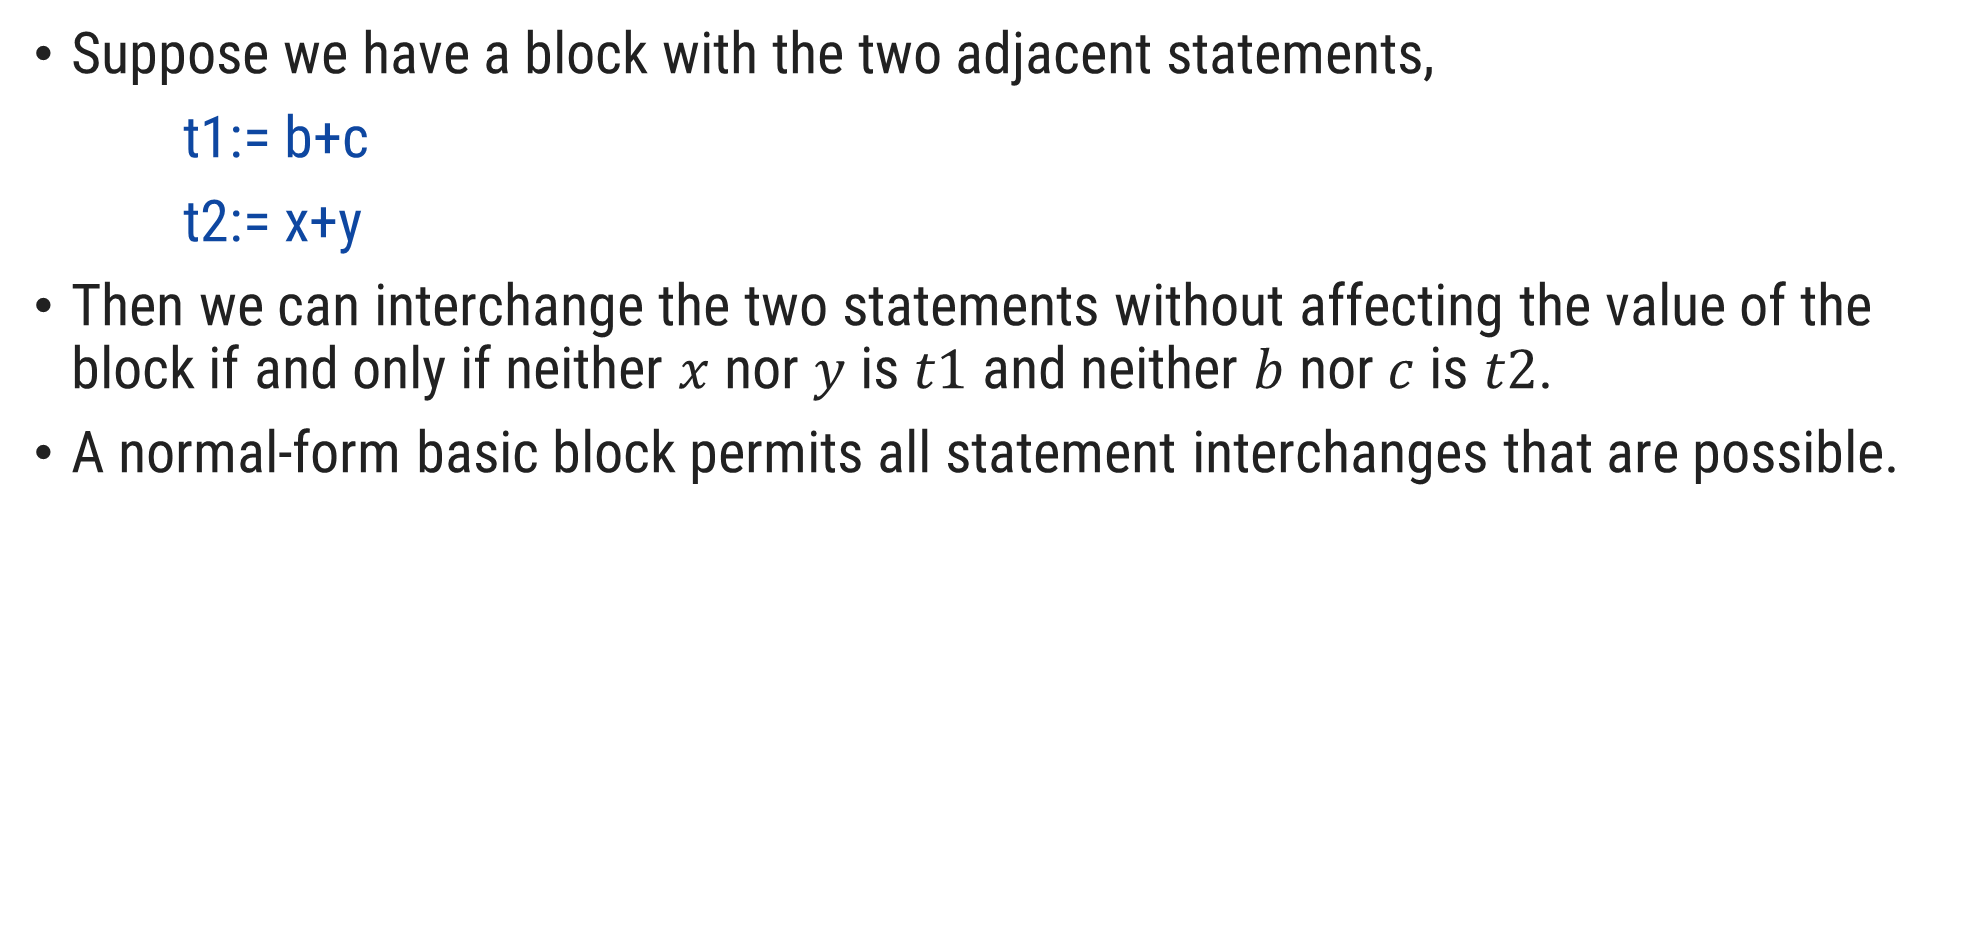 • Suppose we have a block with the two adjacent statements,
t1:= b+c
t2:= x+y
• Then we can interchange the two statements without affecting the value of the
block if and only if neither x nor y is t1 and neither b nor c is t2.
• A normal-form basic block permits all statement interchanges that are possible.